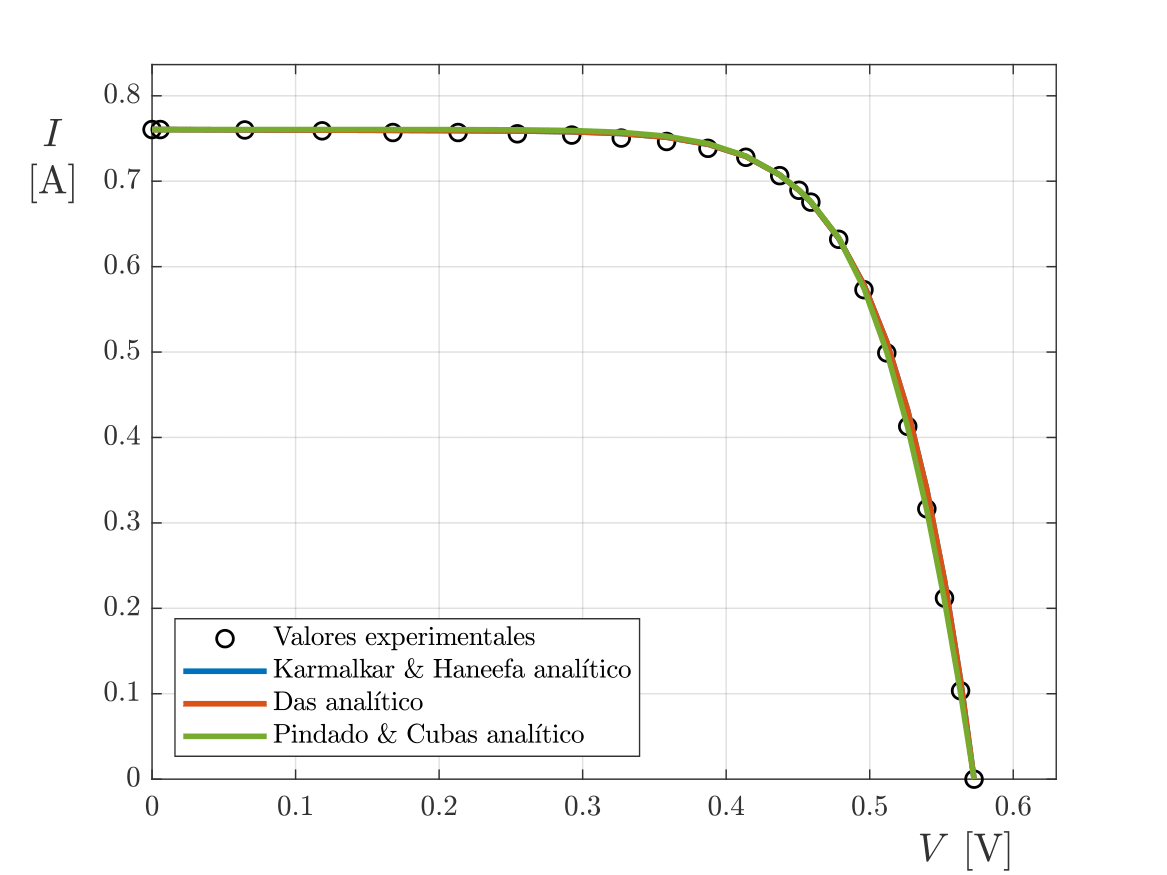 0.8
I
[A]
0.7
0.6
0.5
0.4
0.3
0.2
0.1
0
Valores experimentales
Karmalkar & Haneefa analítico
Das analítico
Pindado & Cubas analítico
0 0.1 0.2 0.3 0.4 0.5 0.6
V [V]